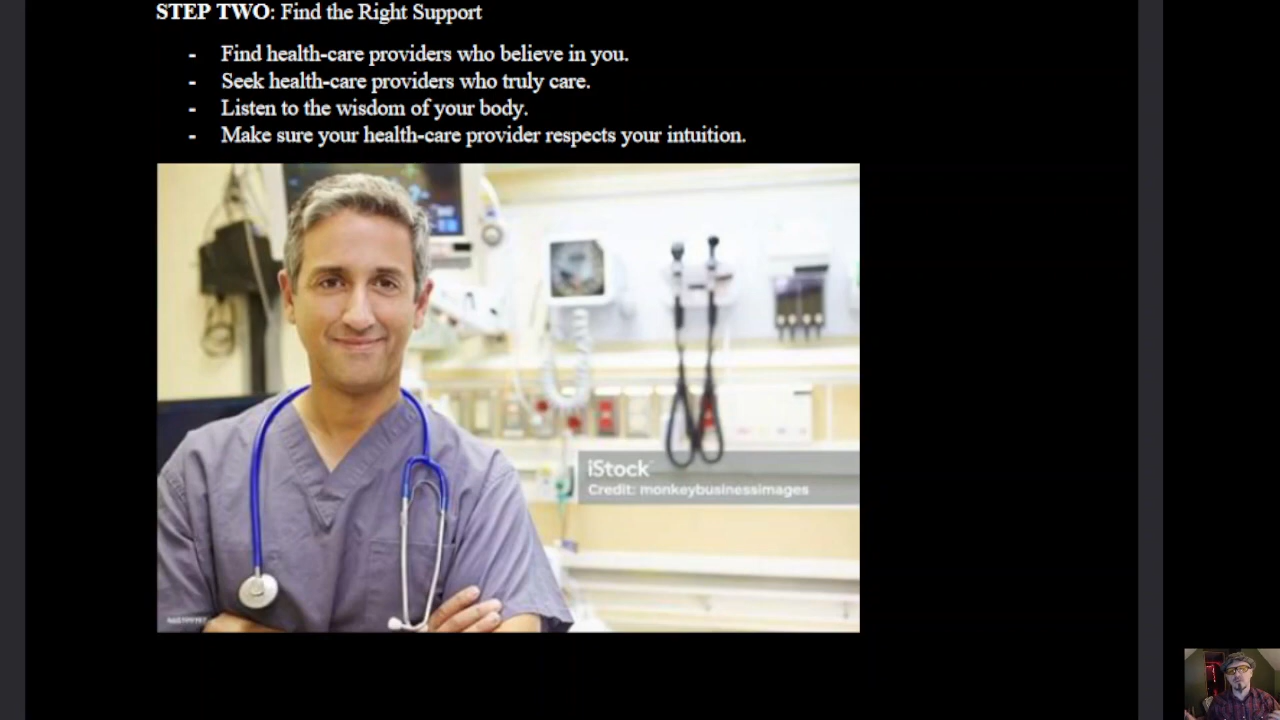 STEP TWO: Find the Right Support
- Find health-care providers who believe in you.
- Seek health-care providers who truly care.
- Listen to the wisdom of your body.
- Make sure your health-care provider respects your intuition.
iStock
Credit: monkeybusinessimages